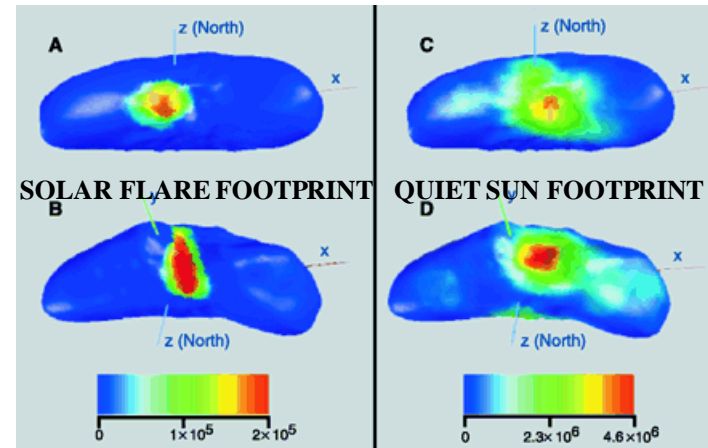 A
z (North)
x
C
z (North)
x
SOLAR FLARE FOOTPRINT
QUIET SUN FOOTPRINT
B
y
x
z (North)
D
y
x
z (North)
0
1×10⁵
2×10⁵
0
2.3×10⁶
4.6×10⁶